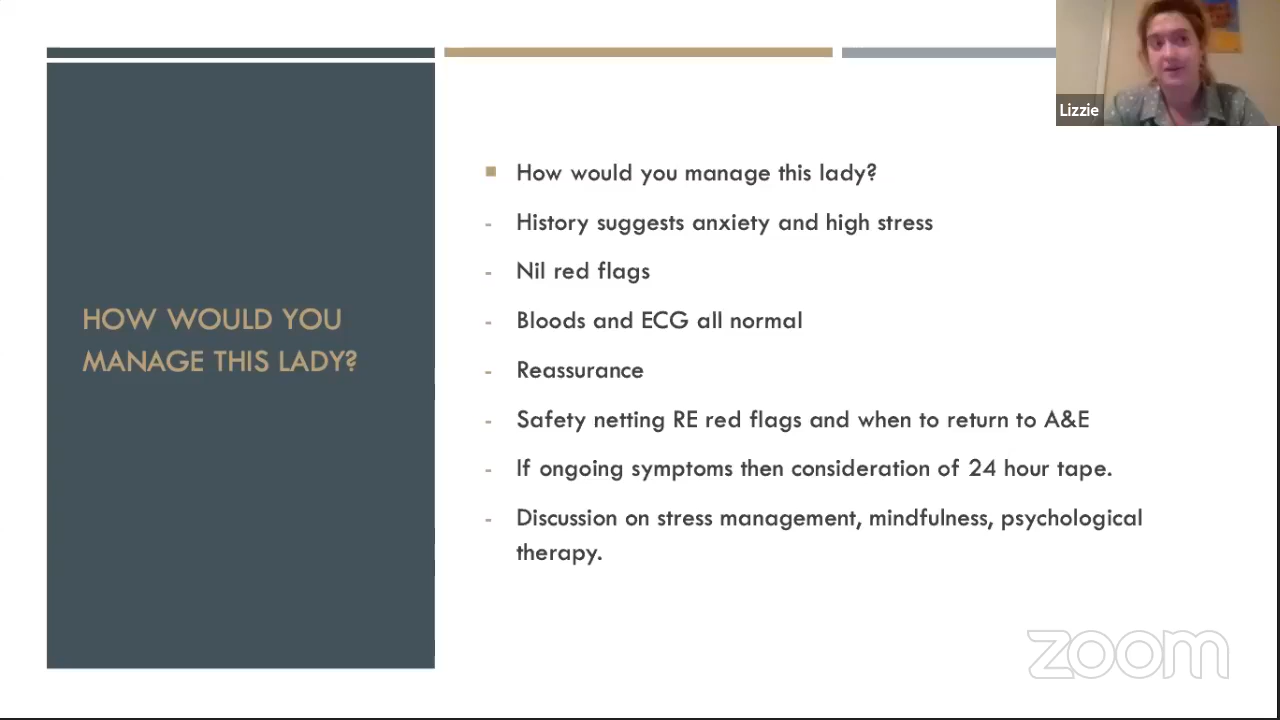 Lizzie
HOW WOULD YOU
MANAGE THIS LADY?
How would you manage this lady?
- History suggests anxiety and high stress
- Nil red flags
- Bloods and ECG all normal
- Reassurance
- Safety netting RE red flags and when to return to A&E
- If ongoing symptoms then consideration of 24 hour tape.
- Discussion on stress management, mindfulness, psychological
therapy.
zoom